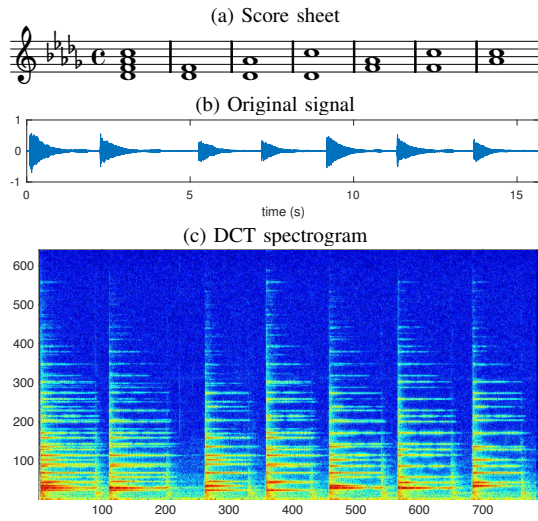 (a) Score sheet
(b) Original signal
1
0
-1
0 5 10 15
time (s)
(c) DCT spectrogram
600
500
400
300
200
100
100 200 300 400 500 600 700